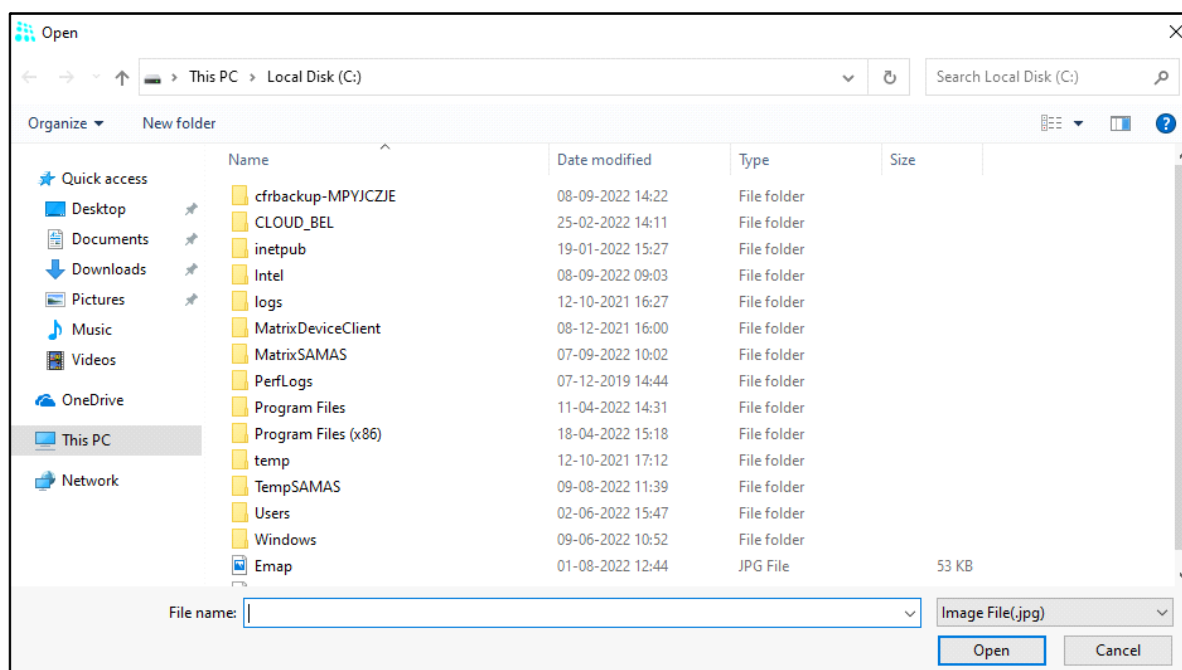 Open
This PC > Local Disk (C:)
Search Local Disk (C:)
Organize
New folder
Quick access
Desktop
Documents
Downloads
Pictures
Music
Videos
OneDrive
This PC
Network
Name Date modified Type Size
cfrbackup-MPYJCZJE 08-09-2022 14:22 File folder
CLOUD_BEL 25-02-2022 14:11 File folder
inetpub 19-01-2022 15:27 File folder
Intel 08-09-2022 09:03 File folder
logs 12-10-2021 16:27 File folder
MatrixDeviceClient 08-12-2021 16:00 File folder
MatrixSAMAS 07-09-2022 10:02 File folder
PerfLogs 07-12-2019 14:44 File folder
Program Files 11-04-2022 14:31 File folder
Program Files (x86) 18-04-2022 15:18 File folder
temp 12-10-2021 17:12 File folder
TempSAMAS 09-08-2022 11:39 File folder
Users 02-06-2022 15:47 File folder
Windows 09-06-2022 10:52 File folder
Emap 01-08-2022 12:44 JPG File 53 KB
File name:
Image File(.jpg)
Open
Cancel